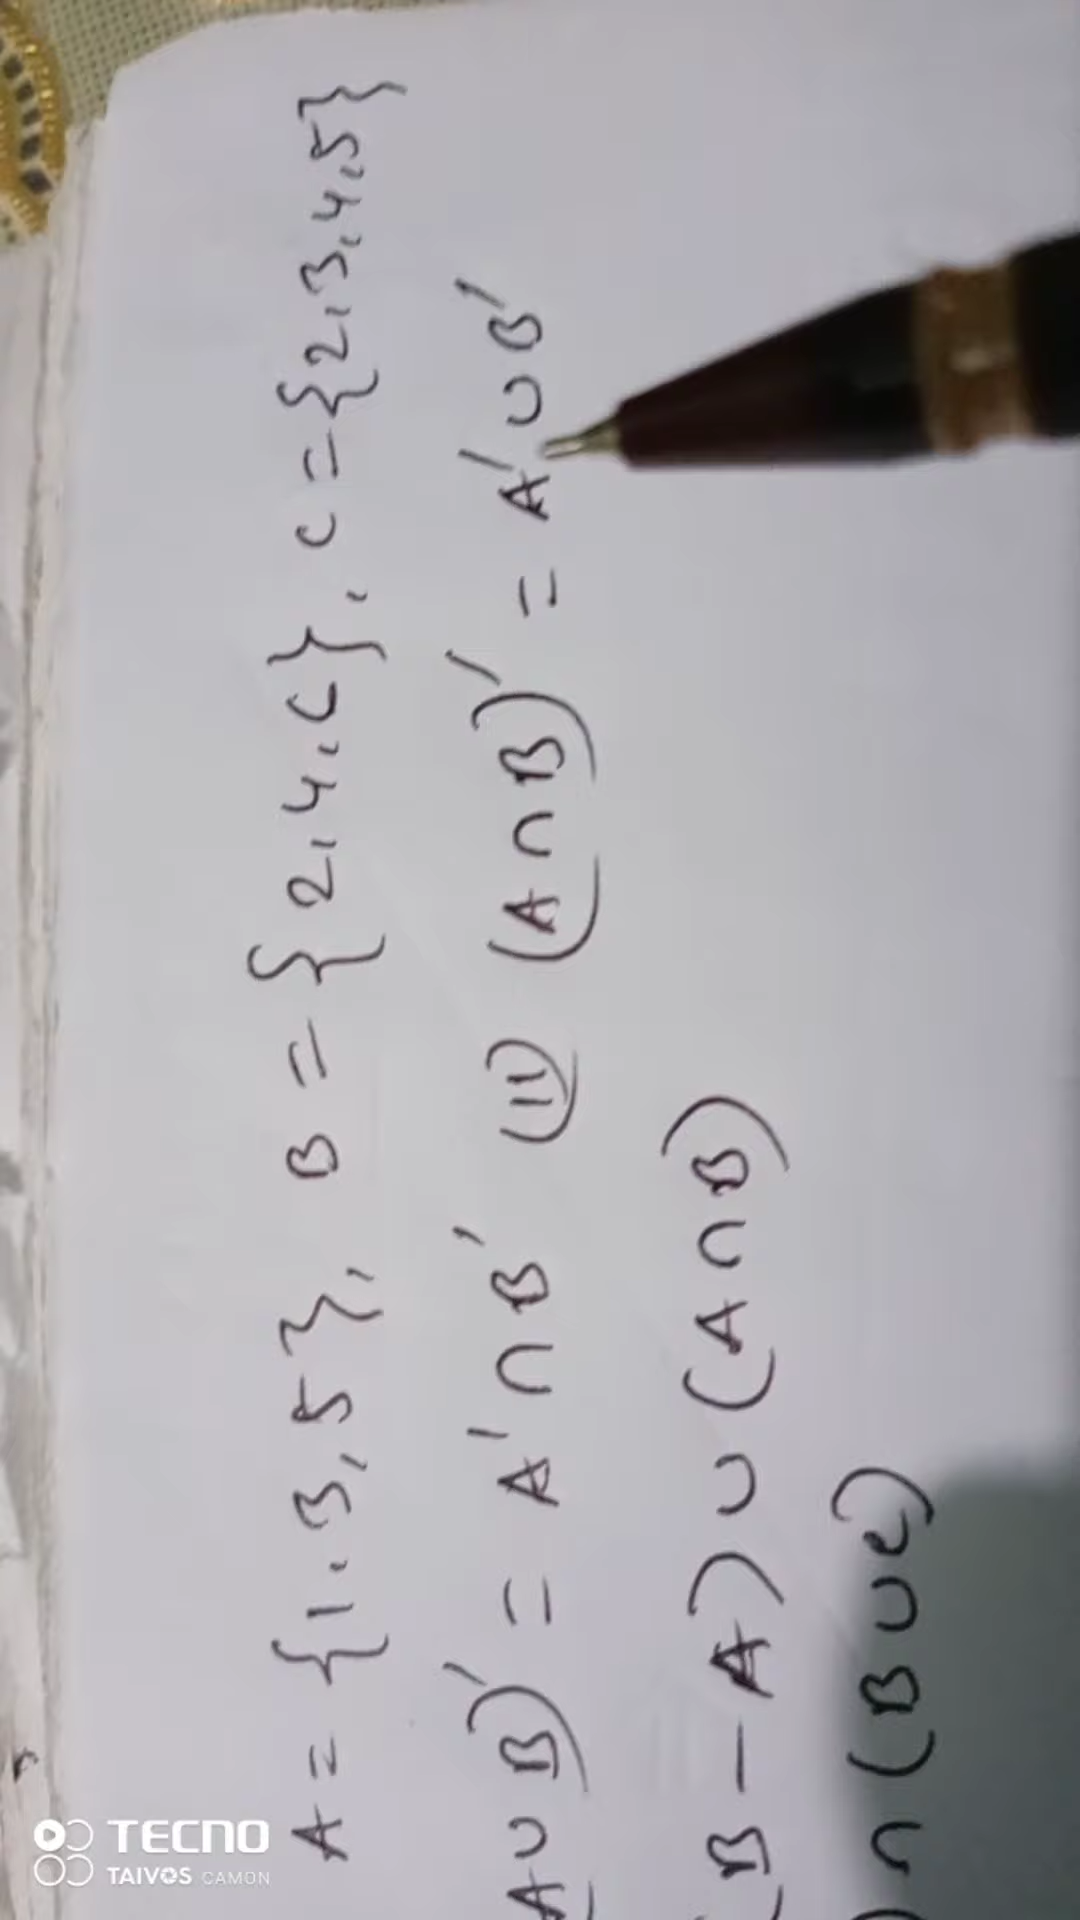 A = {1,3,5}, B = {2,4,6}, C = {2,3,4,5}
(A∪B)' = A'∩B' (ii) (A∩B)' = A'∪B'
(B-A)∪(A∩B)
)∩(B∪C)
TECNO
TAIVOS CAMON